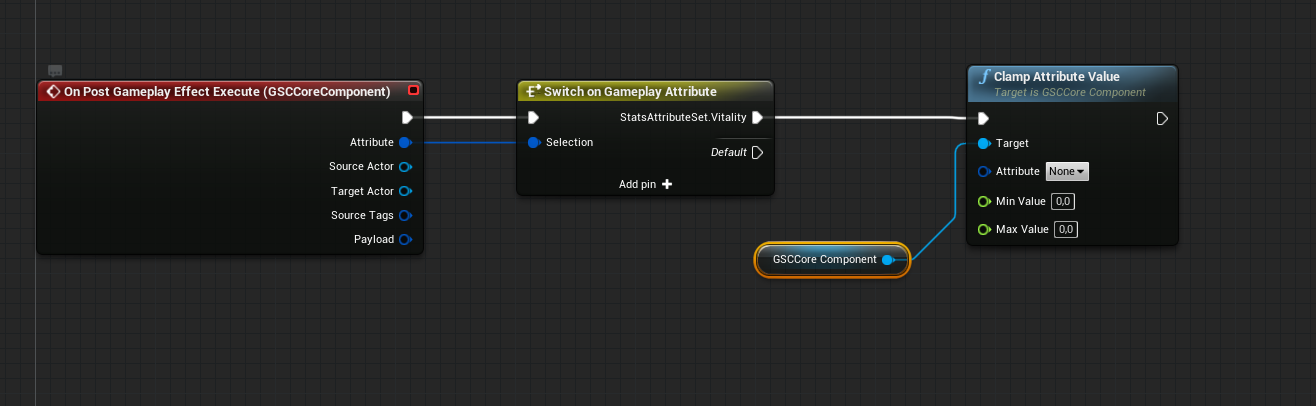 On Post Gameplay Effect Execute (GSCCoreComponent)
Attribute
Source Actor
Target Actor
Source Tags
Payload
Switch on Gameplay Attribute
StatsAttributeSet.Vitality
Selection
Default
Add pin
GSCCore Component
Clamp Attribute Value
Target is GSCCore Component
Target
Attribute None
Min Value 0,0
Max Value 0,0